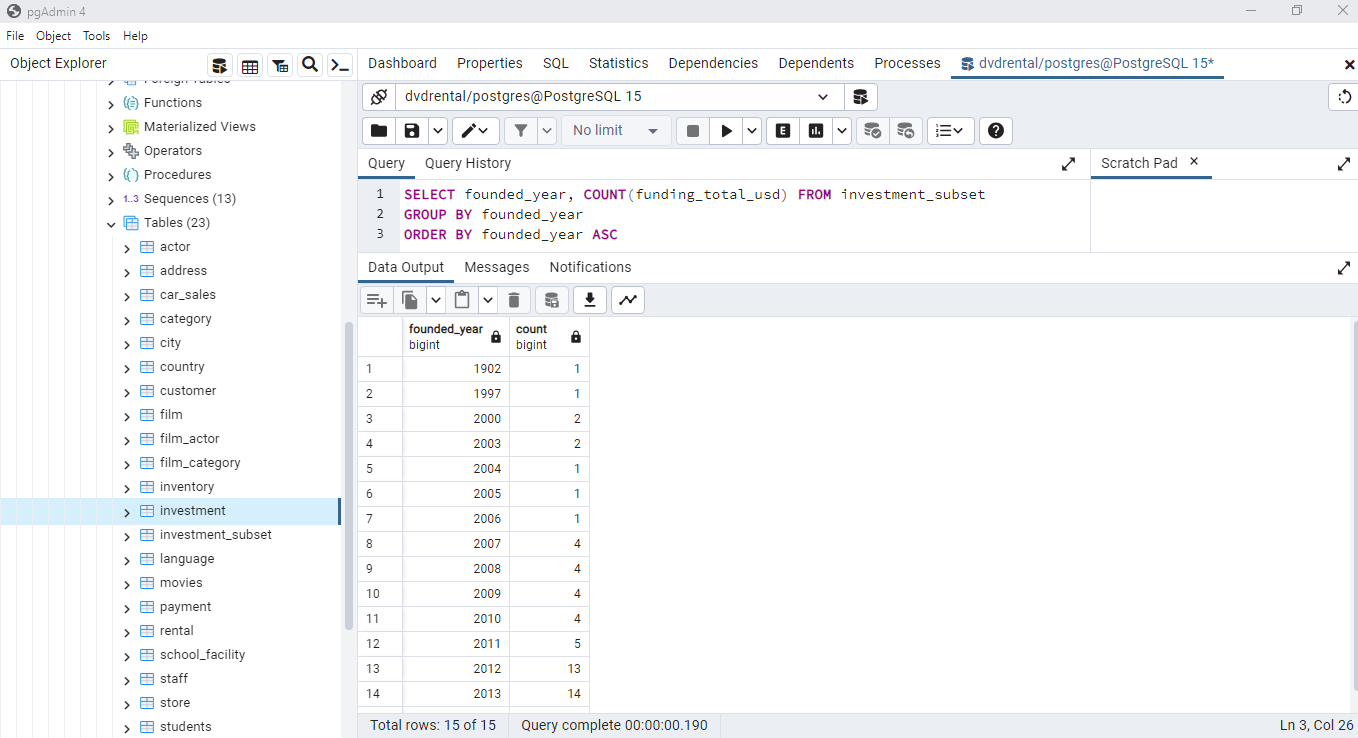 pgAdmin 4
File Object Tools Help
Object Explorer
Foreign Tables
Functions
Materialized Views
Operators
Procedures
1..3 Sequences (13)
Tables (23)
actor
address
car_sales
category
city
country
customer
film
film_actor
film_category
inventory
investment
investment_subset
language
movies
payment
rental
school_facility
staff
store
students
Dashboard Properties SQL Statistics Dependencies Dependents Processes dvdrental/postgres@PostgreSQL 15*
dvdrental/postgres@PostgreSQL 15
No limit E
Query Query History Scratch Pad
1 SELECT founded_year, COUNT(funding_total_usd) FROM investment_subset
2 GROUP BY founded_year
3 ORDER BY founded_year ASC
Data Output Messages Notifications
founded_year count
bigint bigint
1 1902 1
2 1997 1
3 2000 2
4 2003 2
5 2004 1
6 2005 1
7 2006 1
8 2007 4
9 2008 4
10 2009 4
11 2010 4
12 2011 5
13 2012 13
14 2013 14
Total rows: 15 of 15 Query complete 00:00:00.190 Ln 3, Col 26